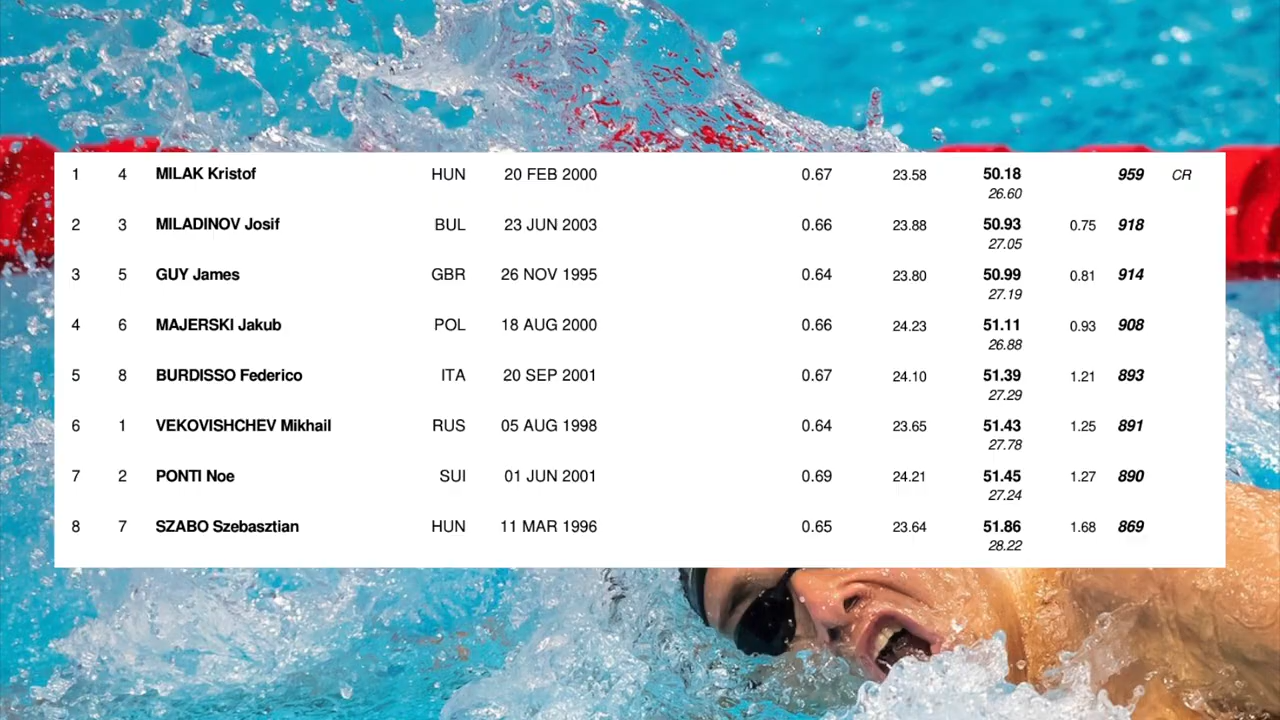 1 4 MILAK Kristof HUN 20 FEB 2000 0.67 23.58 50.18 959 CR
26.60
2 3 MILADINOV Josif BUL 23 JUN 2003 0.66 23.88 50.93 0.75 918
27.05
3 5 GUY James GBR 26 NOV 1995 0.64 23.80 50.99 0.81 914
27.19
4 6 MAJERSKI Jakub POL 18 AUG 2000 0.66 24.23 51.11 0.93 908
26.88
5 8 BURDISSO Federico ITA 20 SEP 2001 0.67 24.10 51.39 1.21 893
27.29
6 1 VEKOVISHCHEV Mikhail RUS 05 AUG 1998 0.64 23.65 51.43 1.25 891
27.78
7 2 PONTI Noe SUI 01 JUN 2001 0.69 24.21 51.45 1.27 890
27.24
8 7 SZABO Szebasztian HUN 11 MAR 1996 0.65 23.64 51.86 1.68 869
28.22